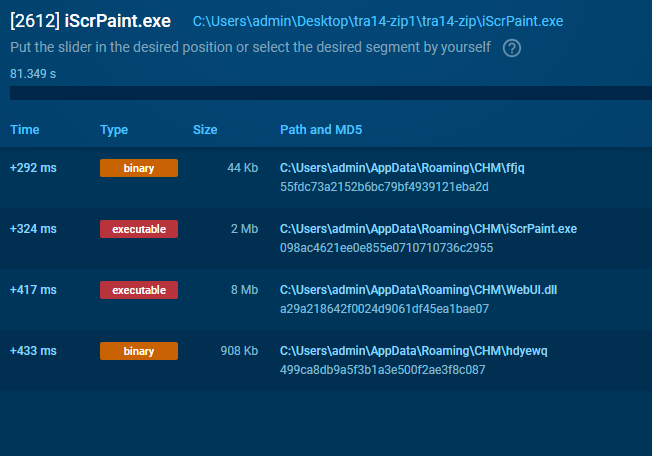 [2612] iScrPaint.exe C:\Users\admin\Desktop\tra14-zip1\tra14-zip\iScrPaint.exe
Put the slider in the desired position or select the desired segment by yourself ?
81.349 s
Time Type Size Path and MD5
+292 ms binary 44 Kb C:\Users\admin\AppData\Roaming\CHM\ffjq
55fdc73a2152b6bc79bf4939121eba2d
+324 ms executable 2 Mb C:\Users\admin\AppData\Roaming\CHM\iScrPaint.exe
098ac4621ee0e855e0710710736c2955
+417 ms executable 8 Mb C:\Users\admin\AppData\Roaming\CHM\WebUI.dll
a29a218642f0024d9061df45ea1bae07
+433 ms binary 908 Kb C:\Users\admin\AppData\Roaming\CHM\hdyewq
499ca8db9a5f3b1a3e500f2ae3f8c087